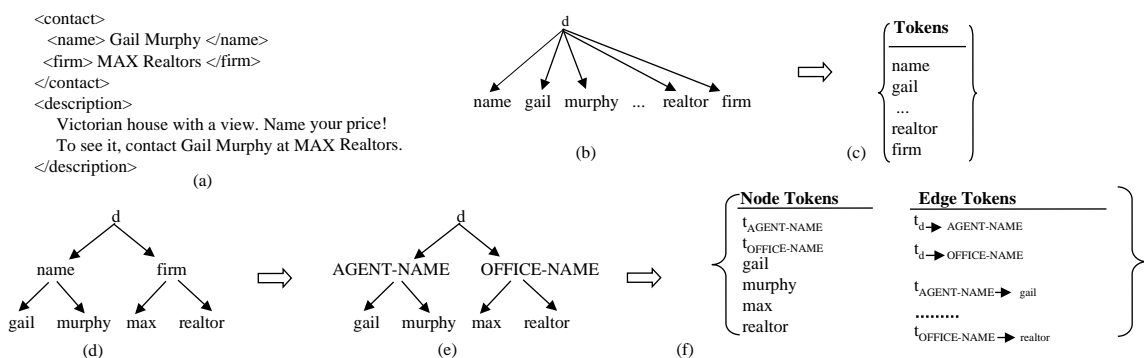 <contact>
<name> Gail Murphy </name>
<firm> MAX Realtors </firm>
</contact>
<description>
Victorian house with a view. Name your price!
To see it, contact Gail Murphy at MAX Realtors.
</description>
(a)
d
name gail murphy ... realtor firm
(b)
Tokens
name
gail
...
realtor
firm
(c)
d
name firm
gail murphy max realtor
(d)
d
AGENT-NAME OFFICE-NAME
gail murphy max realtor
(e)
Node Tokens
tAGENT-NAME
tOFFICE-NAME
gail
murphy
max
realtor
Edge Tokens
td→AGENT-NAME
td→OFFICE-NAME
tAGENT-NAME→gail
.........
tOFFICE-NAME→realtor
(f)